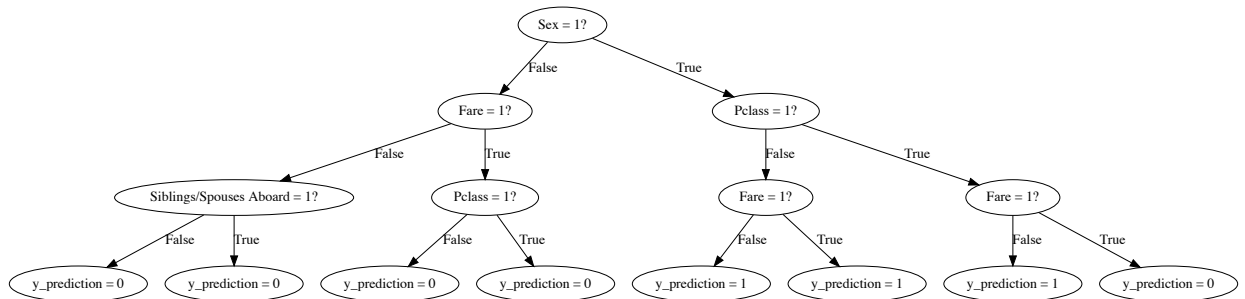 Sex = 1?
False
True
Fare = 1?
Pclass = 1?
False
True
False
True
Siblings/Spouses Aboard = 1?
Pclass = 1?
Fare = 1?
Fare = 1?
False
True
False
True
False
True
False
True
y_prediction = 0
y_prediction = 0
y_prediction = 0
y_prediction = 0
y_prediction = 1
y_prediction = 1
y_prediction = 1
y_prediction = 0